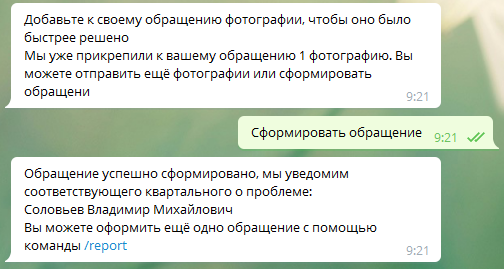 Добавьте к своему обращению фотографии, чтобы оно было
быстрее решено
Мы уже прикрепили к вашему обращению 1 фотографию. Вы
можете отправить ещё фотографии или сформировать
обращени
9:21
Сформировать обращение 9:21
Обращение успешно сформировано, мы уведомим
соответствующего квартального о проблеме:
Соловьев Владимир Михайлович
Вы можете оформить ещё одно обращение с помощью
команды /report
9:21